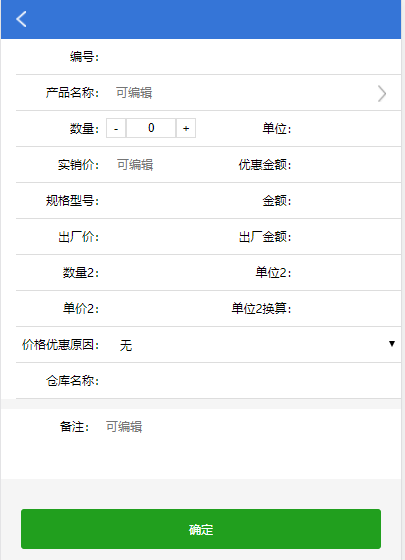 编号:
产品名称: 可编辑
数量: - 0 + 单位:
实销价: 可编辑 优惠金额:
规格型号: 金额:
出厂价: 出厂金额:
数量2: 单位2:
单价2: 单位2换算:
价格优惠原因: 无
仓库名称:
备注: 可编辑
确定